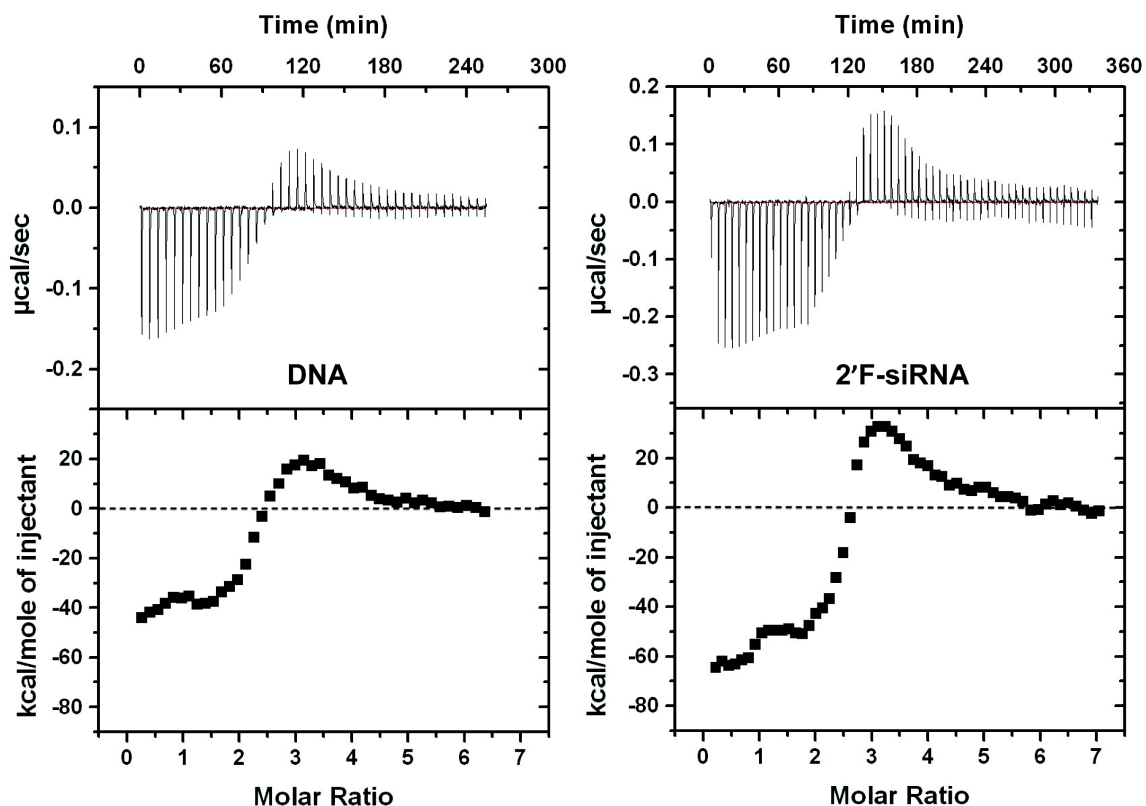 Time (min)
0 60 120 180 240 300
0.1
0.0
-0.1
-0.2
µcal/sec
DNA
20
0
-20
-40
-60
-80
kcal/mole of injectant
0 1 2 3 4 5 6 7
Molar Ratio
Time (min)
0 60 120 180 240 300 360
0.2
0.1
0.0
-0.1
-0.2
-0.3
µcal/sec
2'F-siRNA
20
0
-20
-40
-60
-80
kcal/mole of injectant
0 1 2 3 4 5 6 7
Molar Ratio